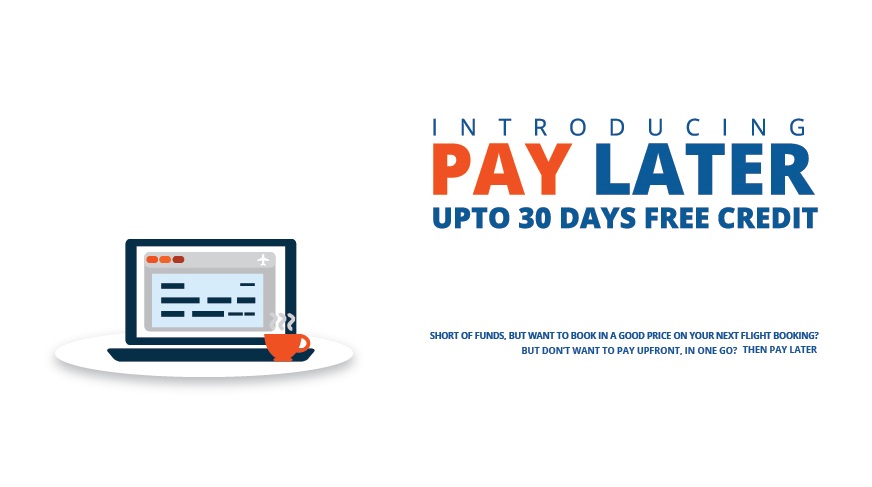 INTRODUCING
PAY LATER
UPTO 30 DAYS FREE CREDIT
SHORT OF FUNDS, BUT WANT TO BOOK IN A GOOD PRICE ON YOUR NEXT FLIGHT BOOKING?
BUT DON'T WANT TO PAY UPFRONT, IN ONE GO? THEN PAY LATER